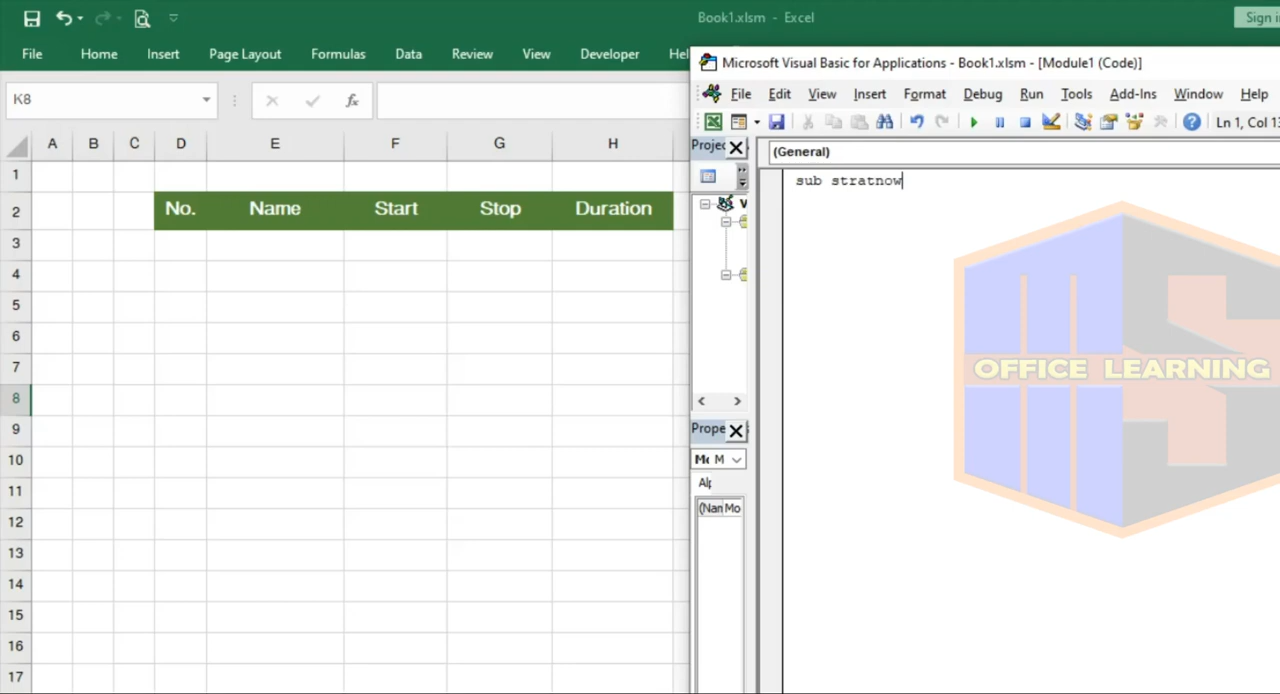 Book1.xlsm - Excel
Sign i
File Home Insert Page Layout Formulas Data Review View Developer Hel
Microsoft Visual Basic for Applications - Book1.xlsm - [Module1 (Code)]
File Edit View Insert Format Debug Run Tools Add-Ins Window Help
K8
fx
Ln 1, Col 13
A B C D E F G H
Projec
(General)
sub stratnow
1
2 No. Name Start Stop Duration
3
4
5
6
7
8
9
10
11
12
13
14
15
16
17
OFFICE LEARNING
Prope
M
Al
(Nan Mo